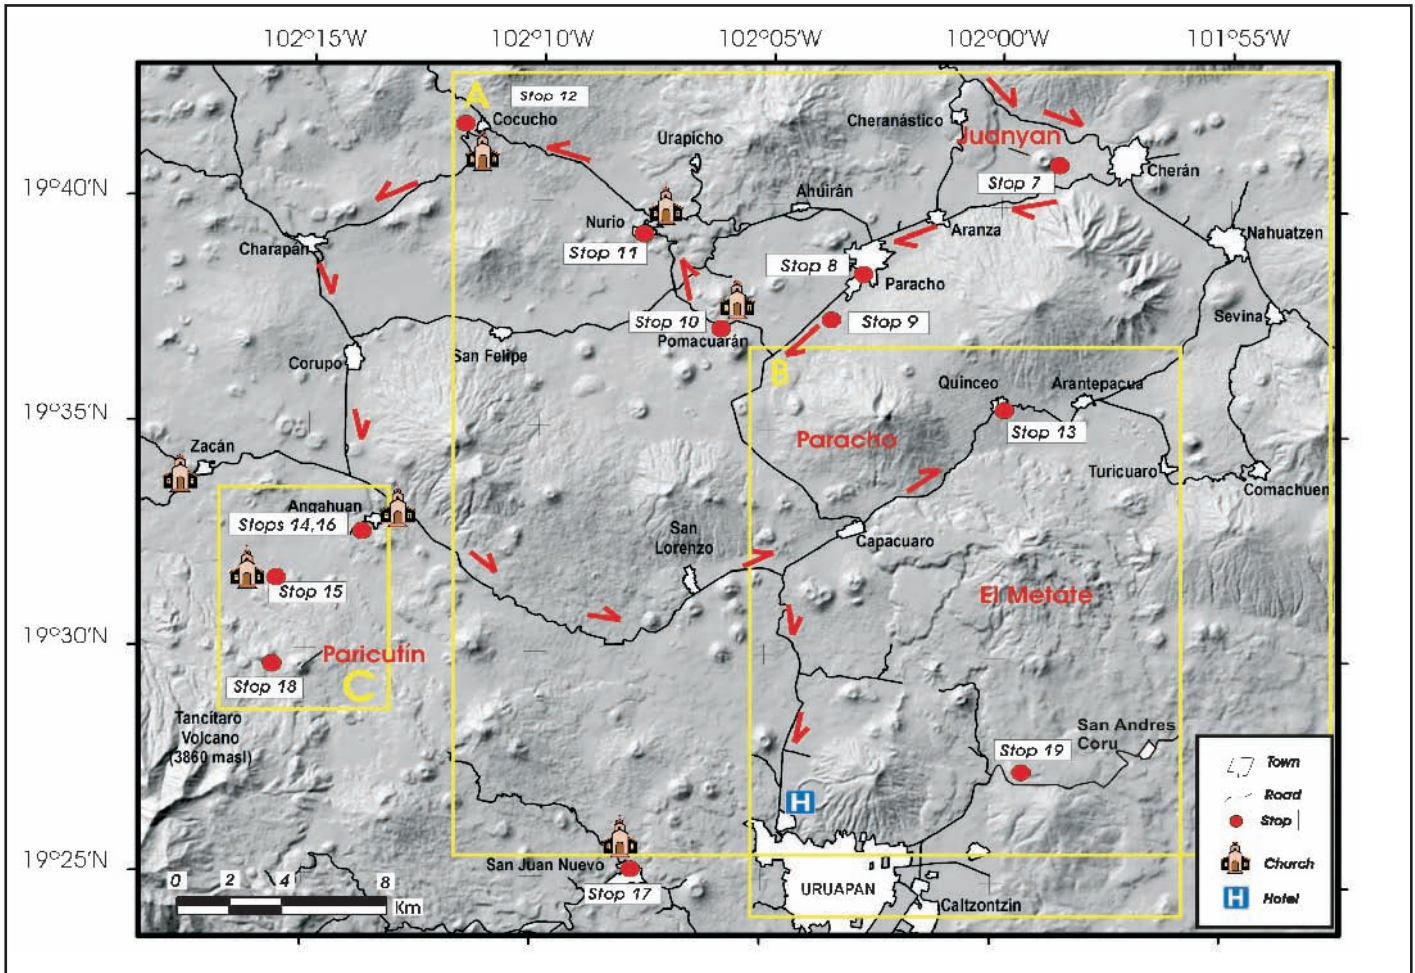 102°15'W
102°10'W
102°05'W
102°00'W
101°55'W
A
Stop 12
Cocucho
Urapicho
Cheranástico
Juanyan
Cherán
Stop 7
19°40'N
Ahuirán
Nurio
Aranza
Nahuatzen
Charapán
Stop 11
Stop 8
Paracho
Sevina
Stop 10
Stop 9
Pomacuarán
San Felipe
Corupo
B
Quinceo
Arantepacua
19°35'N
Stop 13
Paracho
Zacán
Turicuaro
Comachuen
Angahuan
Stops 14,16
San
Lorenzo
Capacuaro
Stop 15
El Metate
19°30'N
Paricutín
Stop 18
C
Tancítaro
Volcano
(3860 masl)
San Andres
Coru
Stop 19
Town
Road
Stop
Church
Hotel
H
H
19°25'N
San Juan Nuevo
Stop 17
URUAPAN
Caltzontzin
0 2 4 8
Km